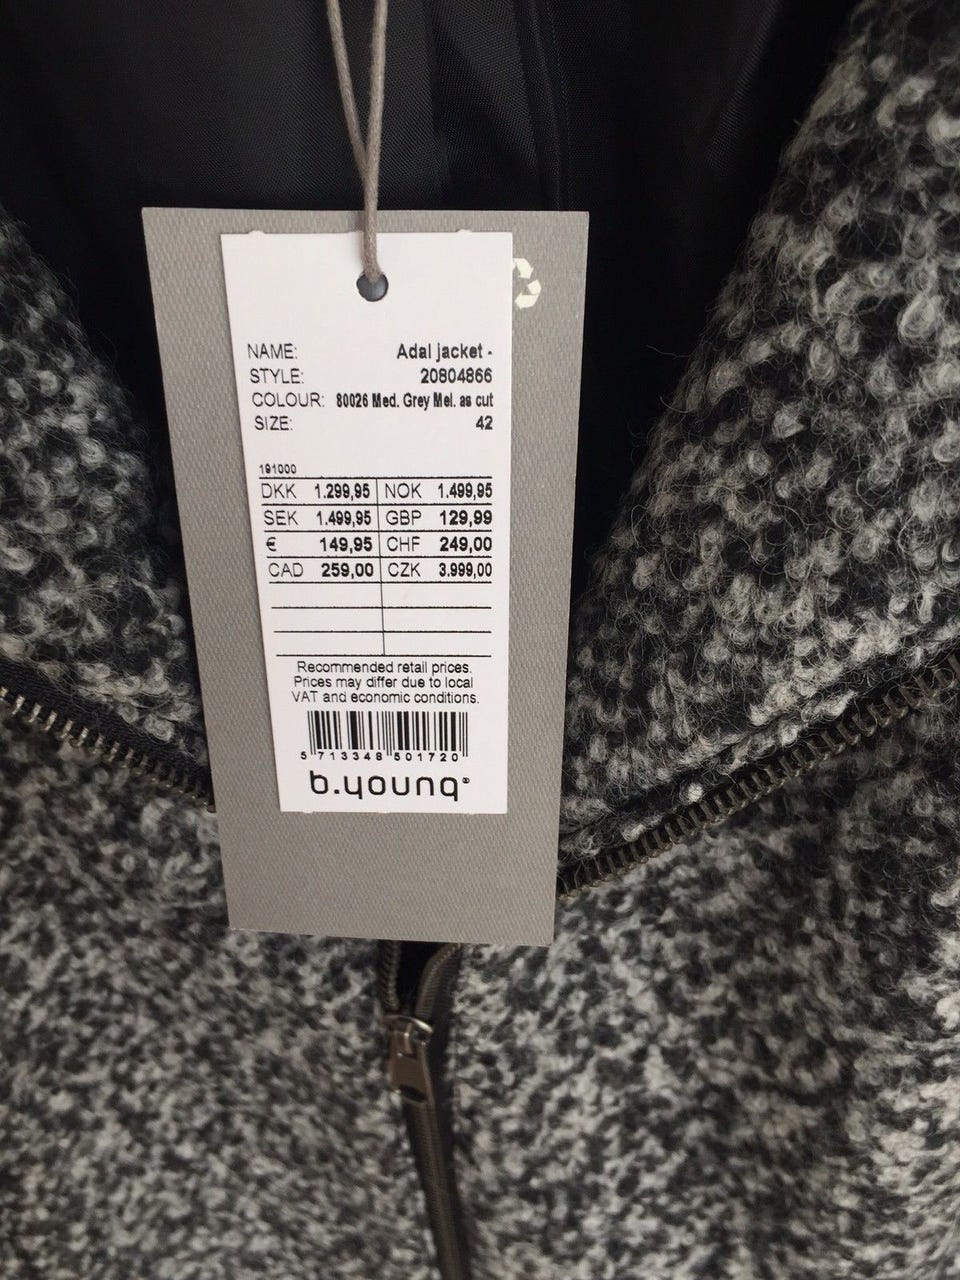 NAME: Adal jacket -
STYLE: 20804866
COLOUR: 80026 Med. Grey Mel. as cut
SIZE: 42
191000
DKK 1.299,95 NOK 1.499,95
SEK 1.499,95 GBP 129,99
€ 149,95 CHF 249,00
CAD 259,00 CZK 3.999,00
Recommended retail prices.
Prices may differ due to local
VAT and economic conditions.
5 713348 501720
b.young®